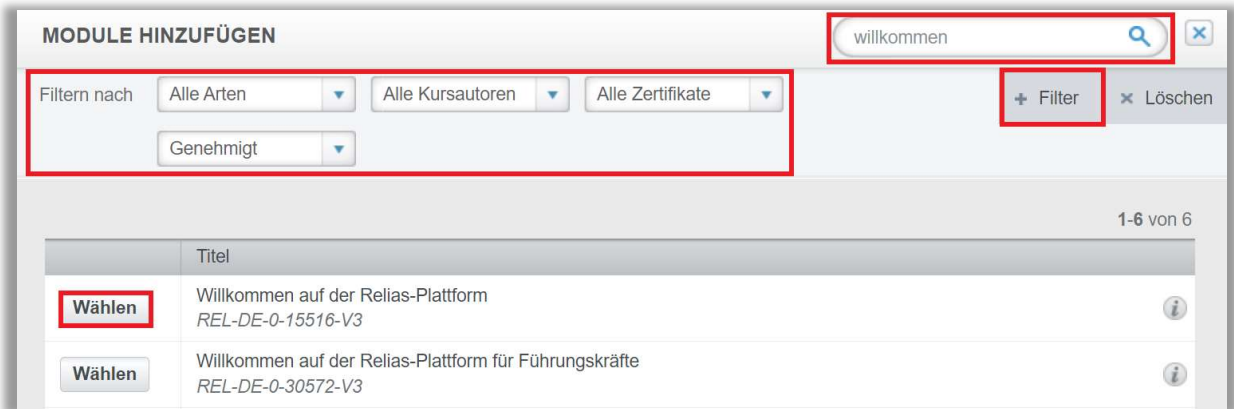 MODULE HINZUFÜGEN
willkommen
Filtern nach Alle Arten Alle Kursautoren Alle Zertifikate + Filter × Löschen
Genehmigt
1-6 von 6
Titel
Wählen Willkommen auf der Relias-Plattform
REL-DE-0-15516-V3
Wählen Willkommen auf der Relias-Plattform für Führungskräfte
REL-DE-0-30572-V3